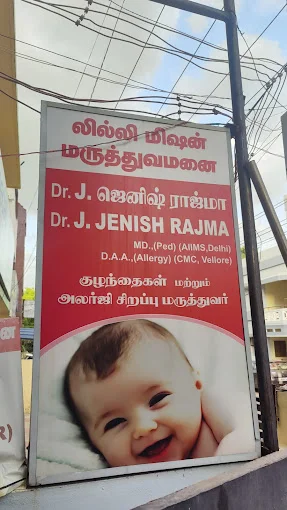 லில்லி மிஷன்
மருத்துவமனை
Dr. J. ஜெனிஷ் ராஜ்மா
Dr. J. JENISH RAJMA
MD.,(Ped) (AIIMS,Delhi)
D.A.A.,(Allergy) (CMC, Vellore)
குழந்தைகள் மற்றும்
அலர்ஜி சிறப்பு மருத்துவர்